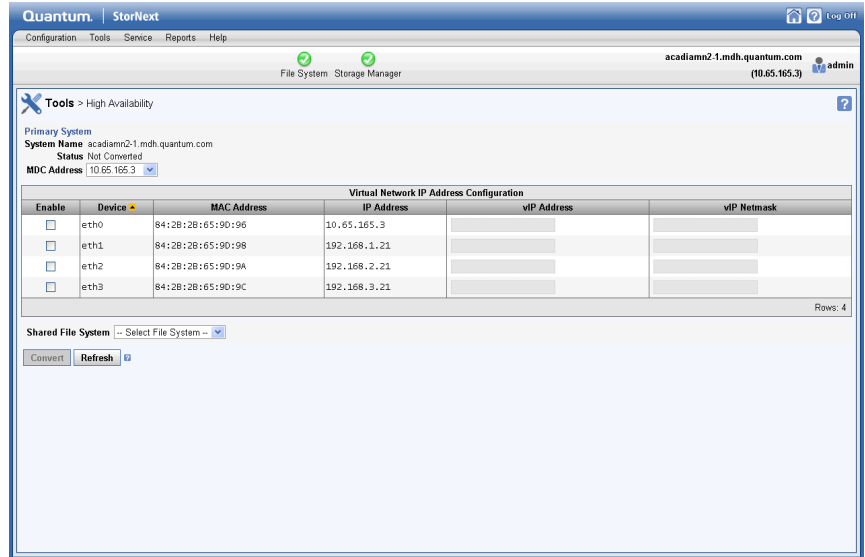 Quantum. StorNext Log Off
Configuration Tools Service Reports Help
File System Storage Manager
acadiamn2-1.mdh.quantum.com
(10.65.165.3)
admin
Tools > High Availability
Primary System
System Name acadiamn2-1.mdh.quantum.com
Status Not Converted
MDC Address 10.65.165.3
Virtual Network IP Address Configuration
Enable Device MAC Address IP Address vIP Address vIP Netmask
eth0 84:2B:2B:65:9D:96 10.65.165.3
eth1 84:2B:2B:65:9D:98 192.168.1.21
eth2 84:2B:2B:65:9D:9A 192.168.2.21
eth3 84:2B:2B:65:9D:9C 192.168.3.21
Rows: 4
Shared File System -- Select File System --
Convert Refresh